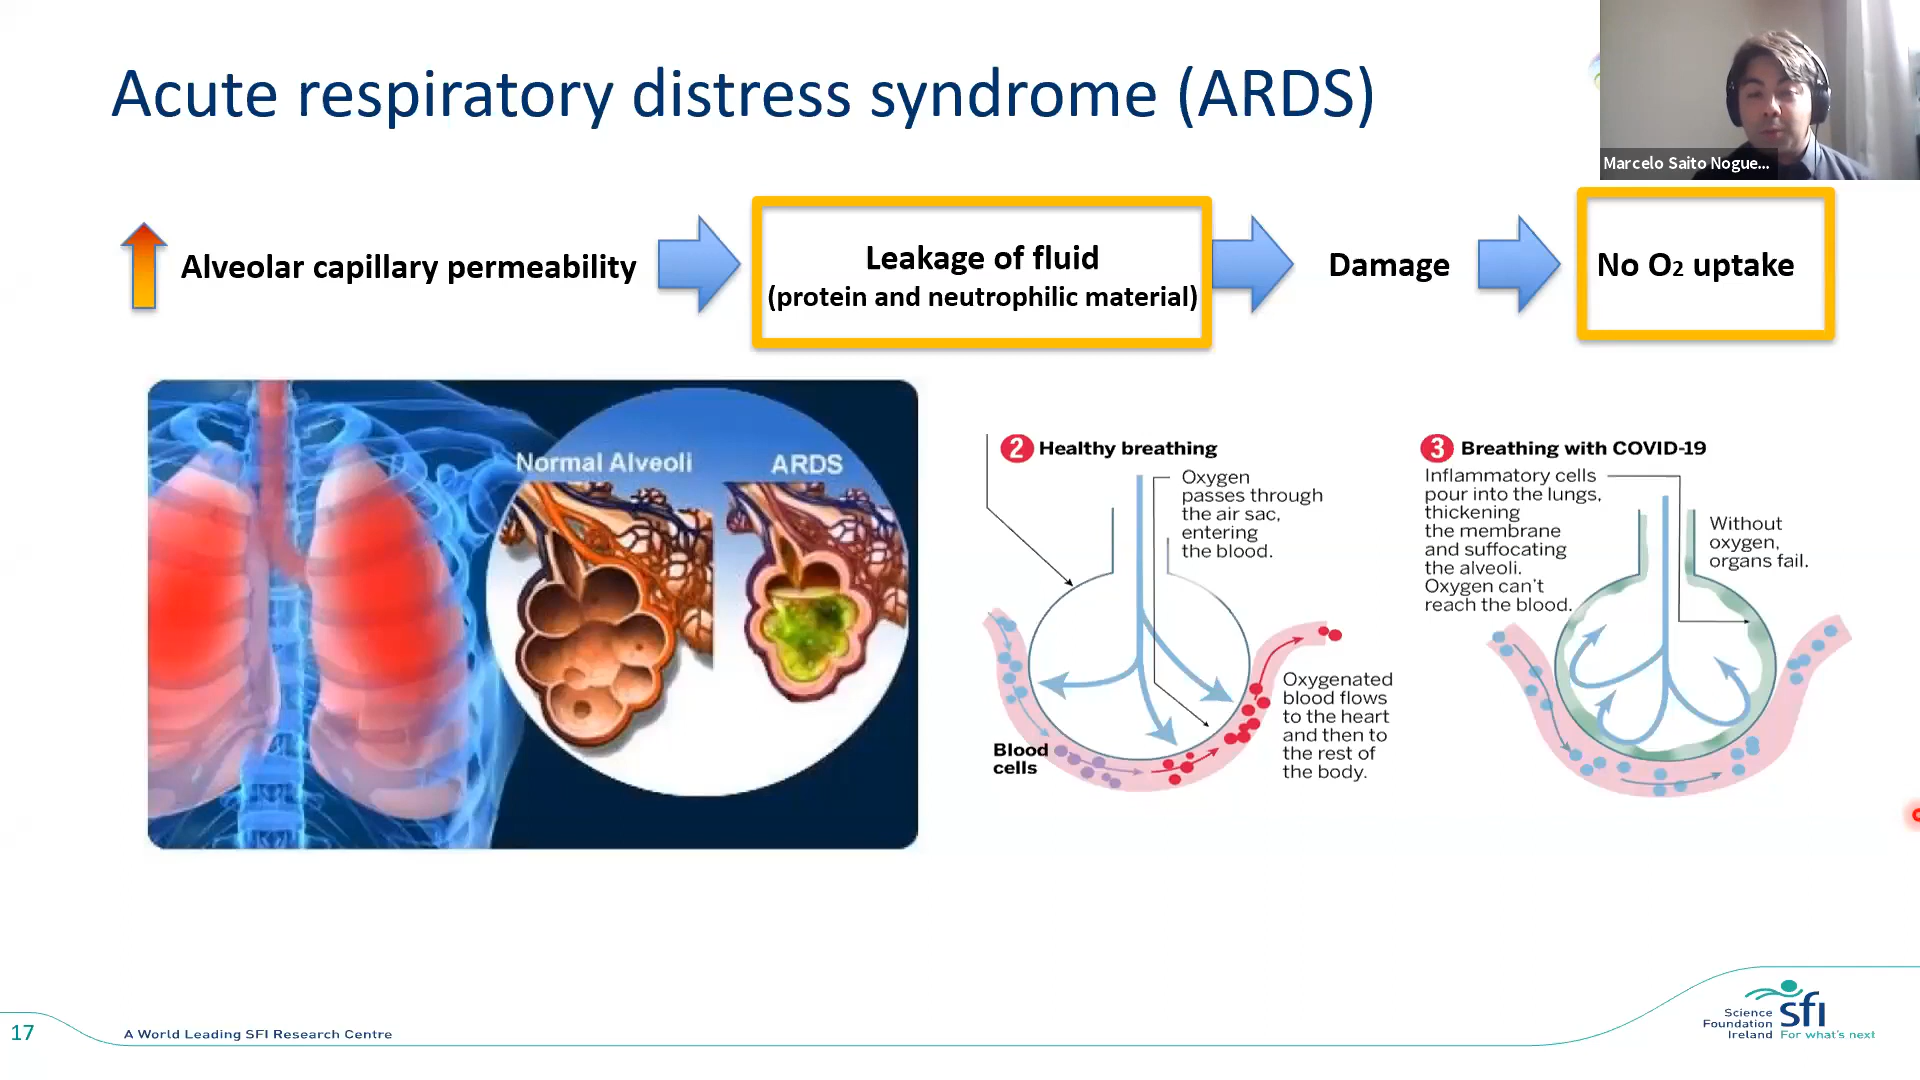 Acute respiratory distress syndrome (ARDS)
Marcelo Saito Nogue...
Alveolar capillary permeability
Leakage of fluid
(protein and neutrophilic material)
Damage
No O2 uptake
Normal Alveoli
ARDS
2 Healthy breathing
Oxygen
passes through
the air sac,
entering
the blood.
Oxygenated
blood flows
to the heart
and then to
the rest of
the body.
Blood
cells
3 Breathing with COVID-19
Inflammatory cells
pour into the lungs,
thickening
the membrane
and suffocating
the alveoli.
Oxygen can't
reach the blood.
Without
oxygen,
organs fail.
17
A World Leading SFI Research Centre
Science
Foundation
Ireland
sfi
For what's next